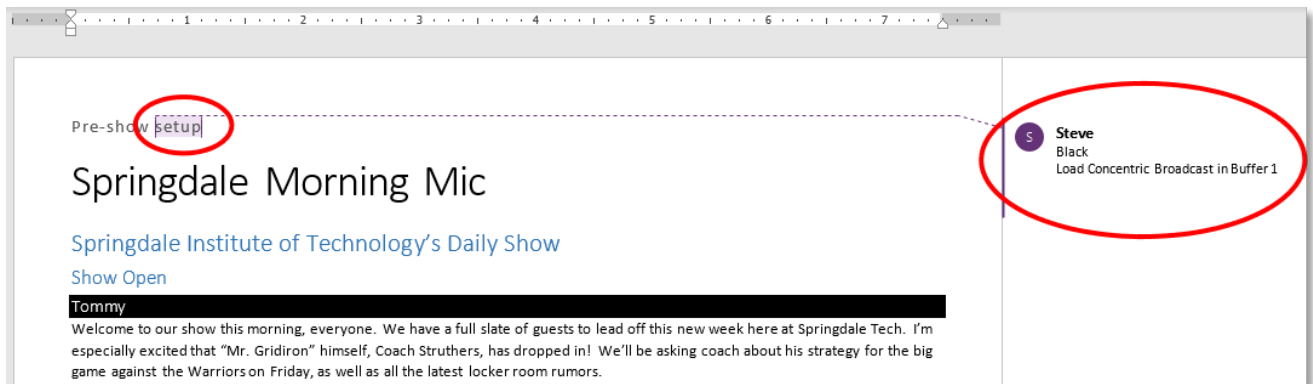 1 2 3 4 5 6 7
Pre-show setup
S Steve
Black
Load Concentric Broadcast in Buffer 1
Springdale Morning Mic
Springdale Institute of Technology’s Daily Show
Show Open
Tommy
Welcome to our show this morning, everyone. We have a full slate of guests to lead off this new week here at Springdale Tech. I’m
especially excited that “Mr. Gridiron” himself, Coach Struthers, has dropped in! We’ll be asking coach about his strategy for the big
game against the Warriors on Friday, as well as all the latest locker room rumors.